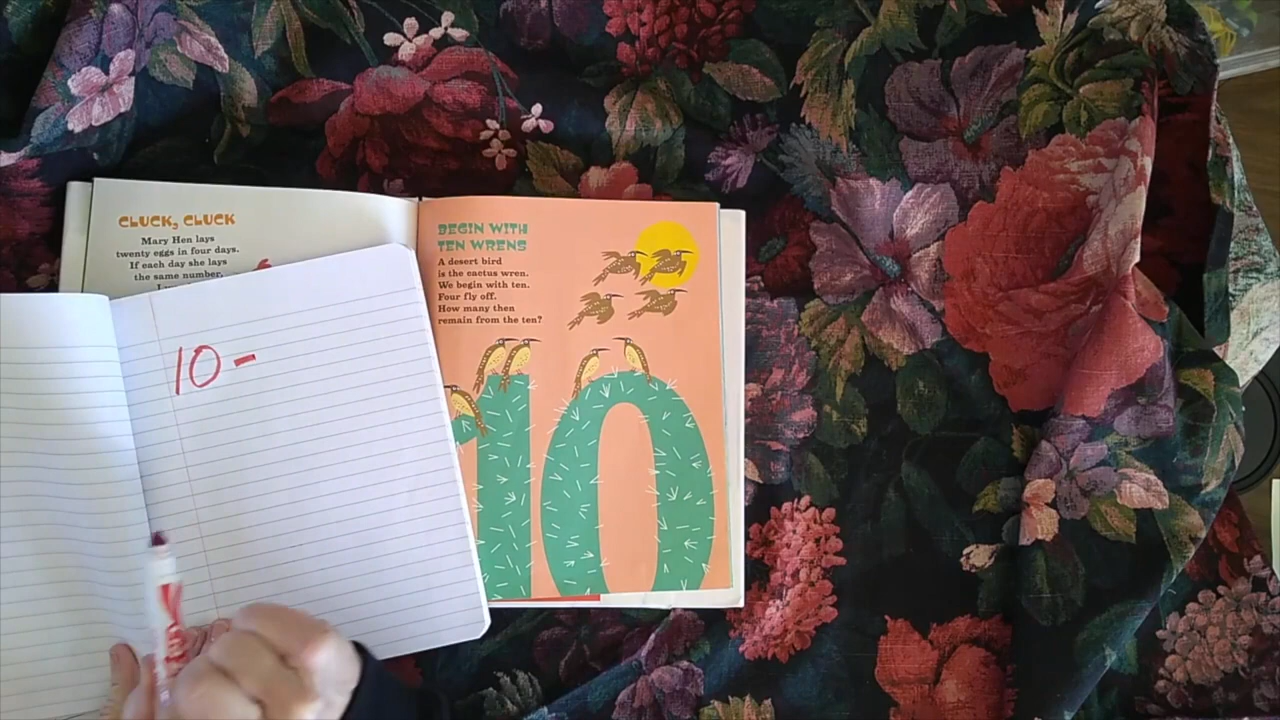 CLUCK, CLUCK
Mary Hen lays
twenty eggs in four days.
If each day she lays
the same number,
BEGIN WITH
TEN WRENS
A desert bird
is the cactus wren.
We begin with ten.
Four fly off.
How many then
remain from the ten?
10
10 -